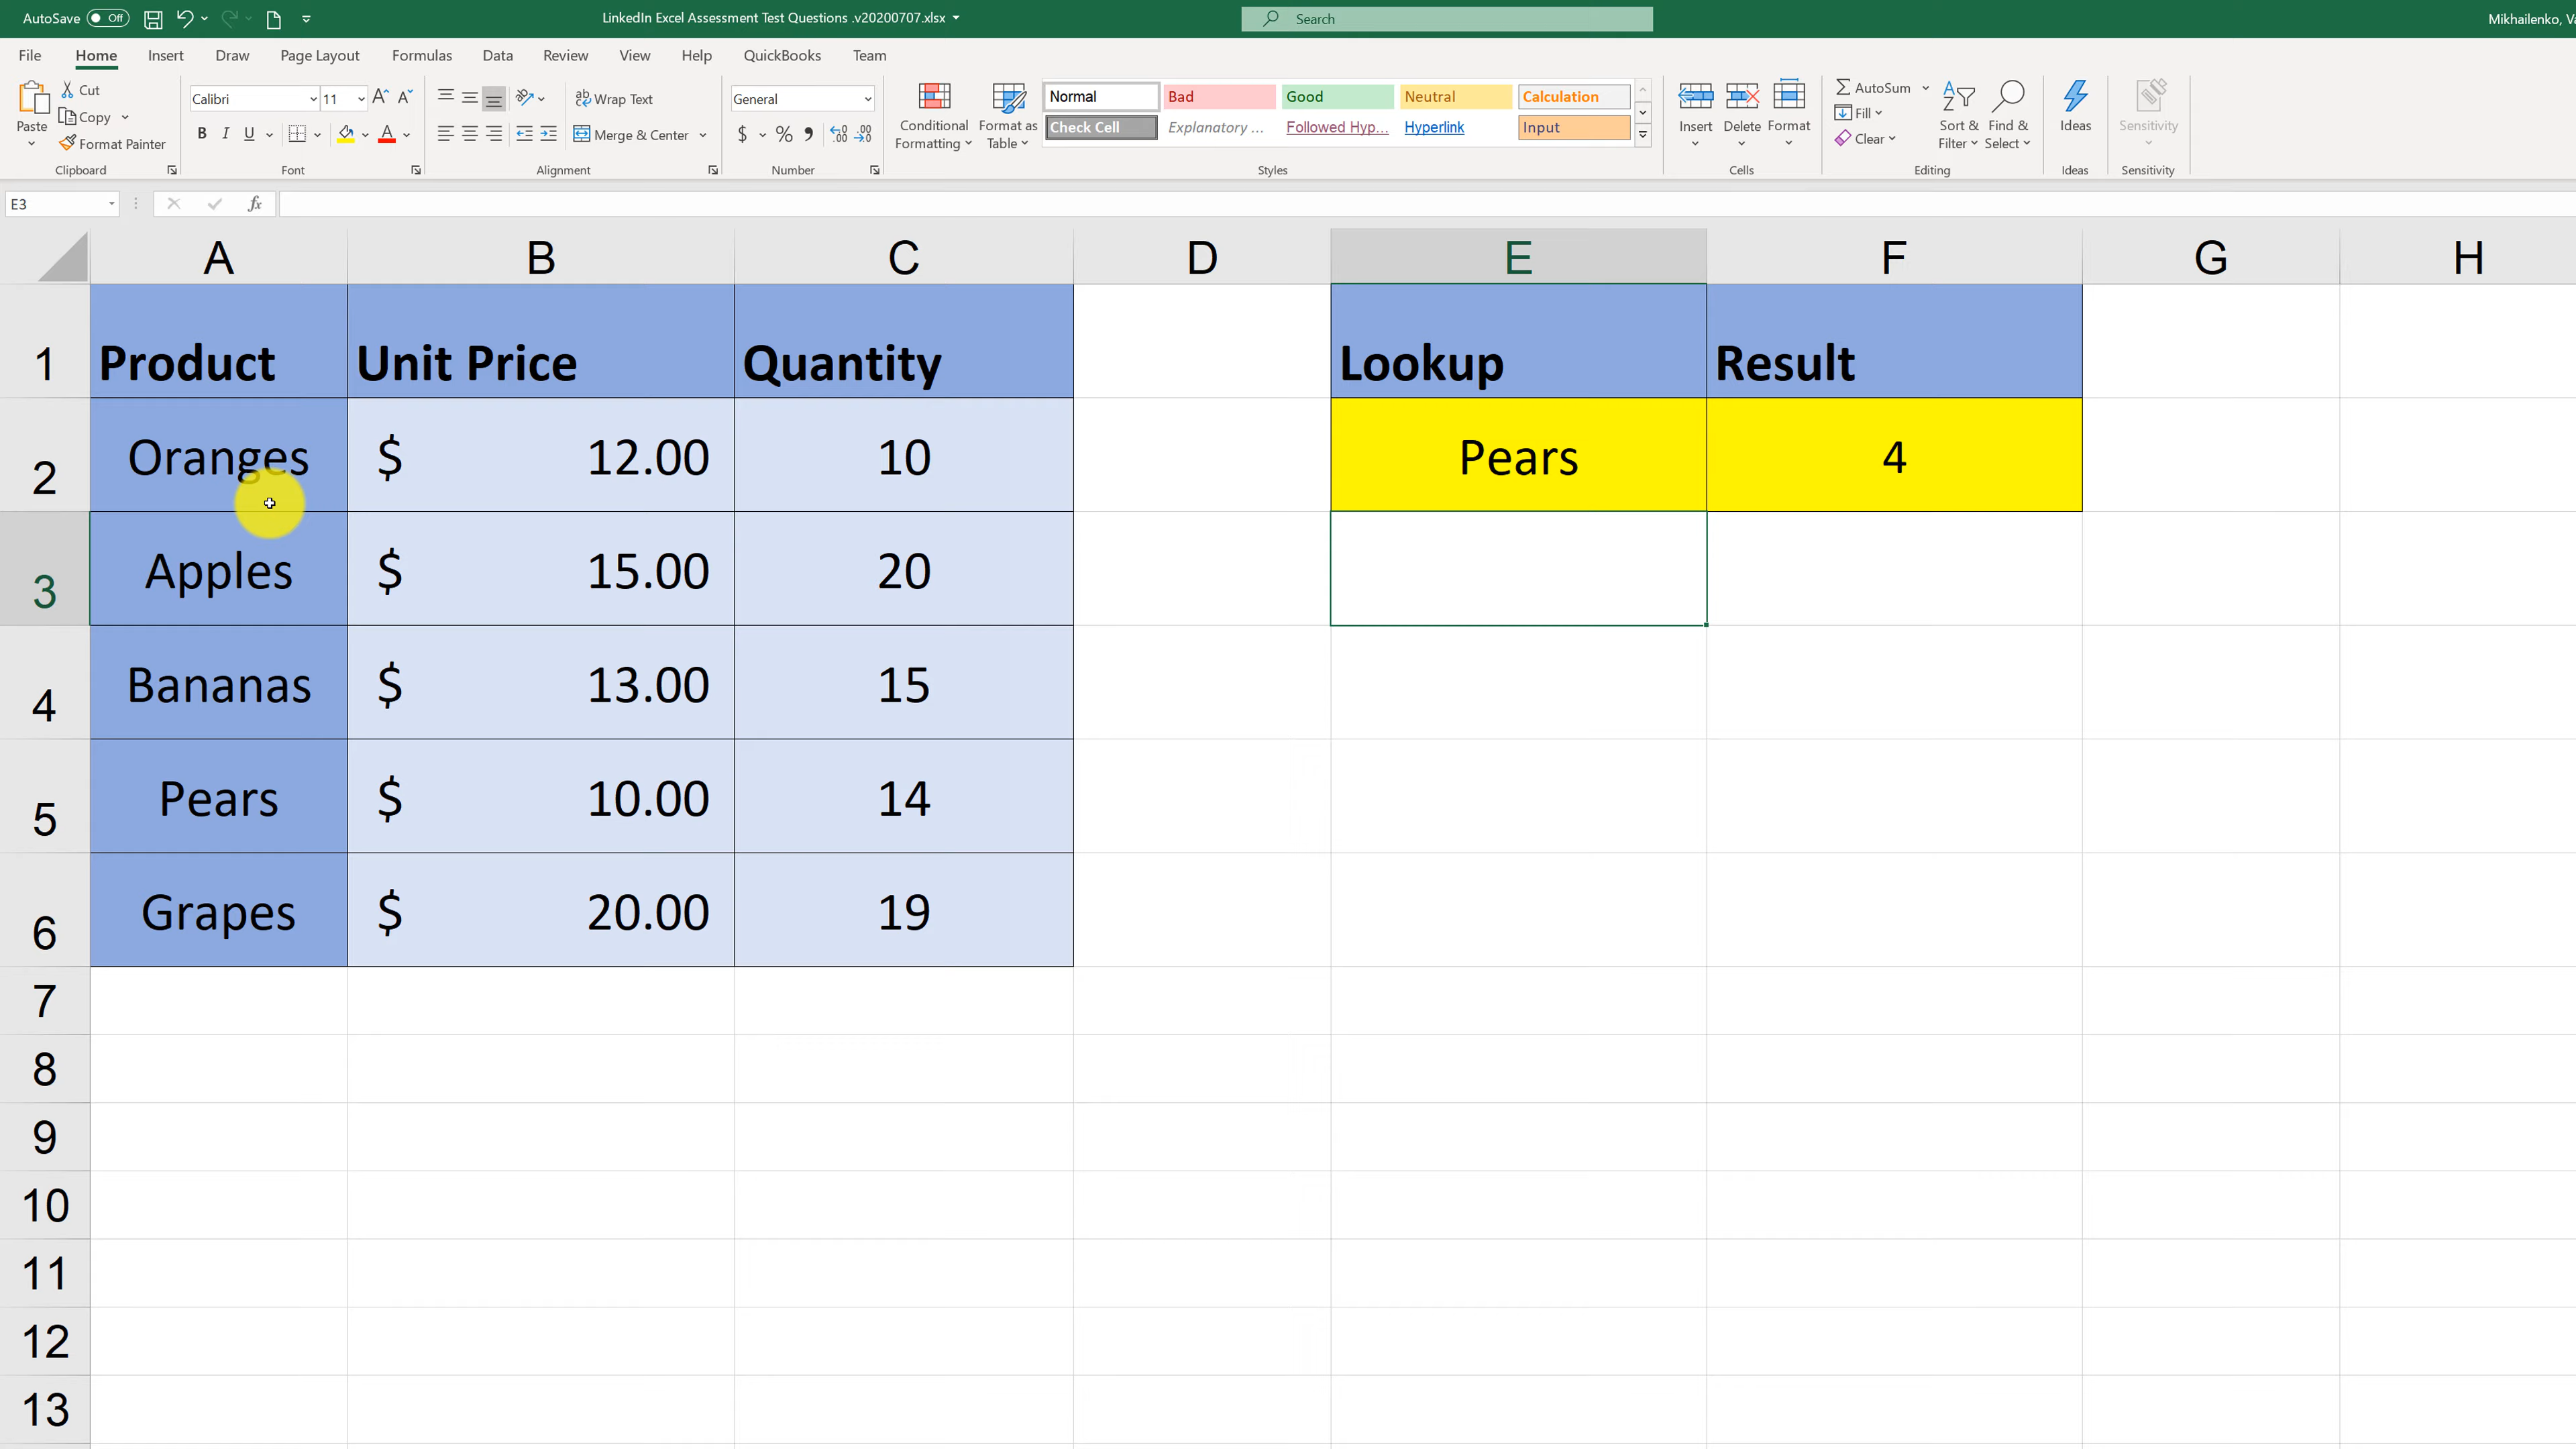 AutoSave Off LinkedIn Excel Assessment Test Questions .v20200707.xlsx Search Mikhailenko, Va
File Home Insert Draw Page Layout Formulas Data Review View Help QuickBooks Team
Paste Cut Copy Format Painter
Clipboard
Calibri 11 A A
B I U A
Font
ab Wrap Text
Merge & Center
Alignment
General
$ % 9 .00 .00
Number
Conditional Formatting
Format as Table
Normal Bad Good Neutral Calculation
Check Cell Explanatory ... Followed Hyp... Hyperlink Input
Styles
Insert Delete Format
Cells
AutoSum
Fill
Clear
Sort & Filter
Find & Select
Editing
Ideas
Ideas
Sensitivity
Sensitivity
E3 fx
A B C D E F G H
1 Product Unit Price Quantity Lookup Result
2 Oranges $ 12.00 10 Pears 4
3 Apples $ 15.00 20
4 Bananas $ 13.00 15
5 Pears $ 10.00 14
6 Grapes $ 20.00 19
7
8
9
10
11
12
13